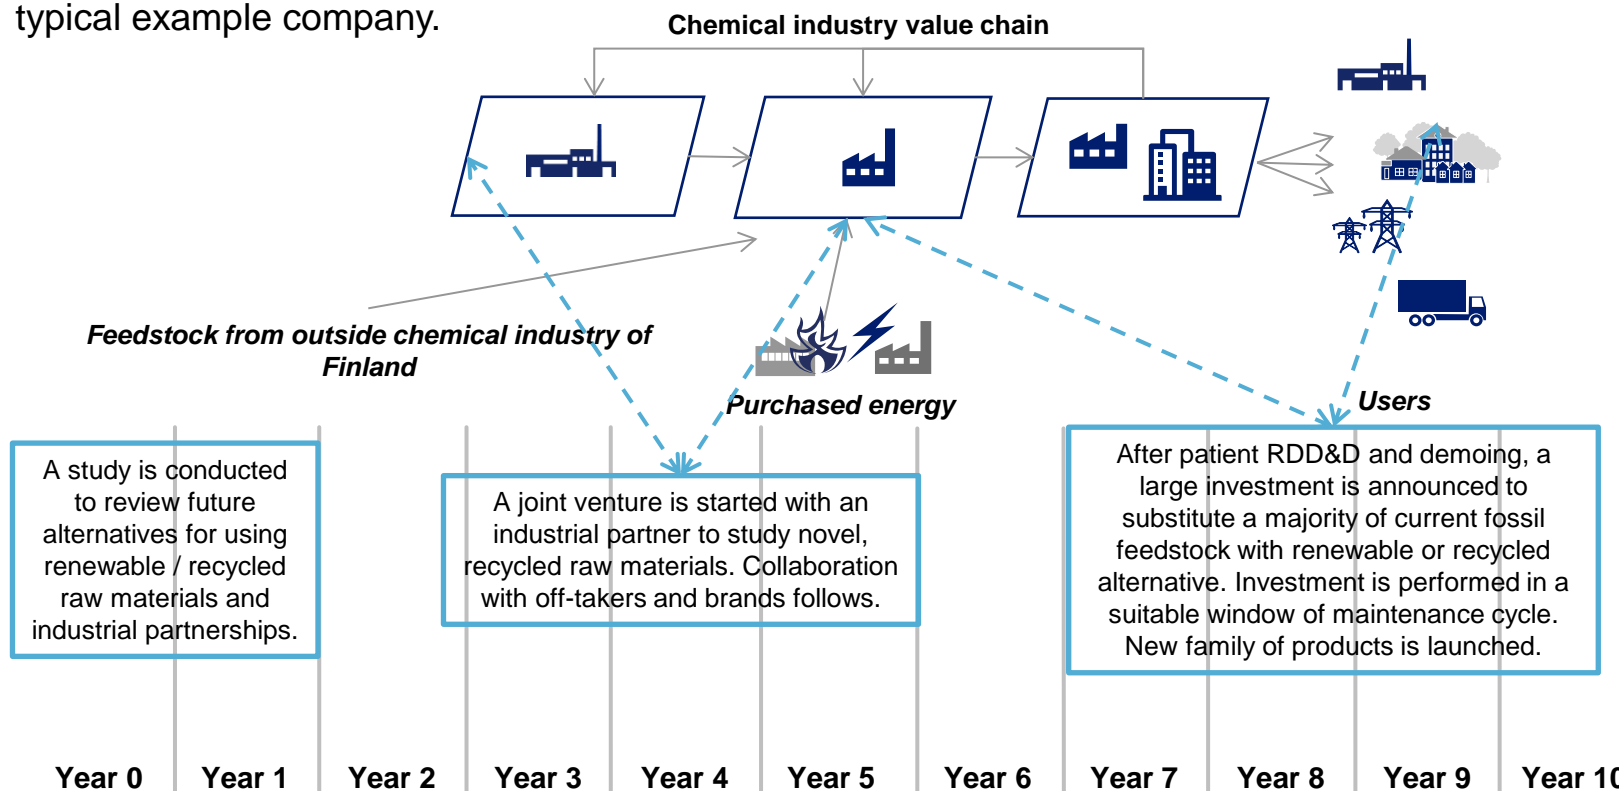 typical example company.
Chemical industry value chain
Feedstock from outside chemical industry of
Finland
Purchased energy
Users
A study is conducted
to review future
alternatives for using
renewable / recycled
raw materials and
industrial partnerships.
A joint venture is started with an
industrial partner to study novel,
recycled raw materials. Collaboration
with off-takers and brands follows.
After patient RDD&D and demoing, a
large investment is announced to
substitute a majority of current fossil
feedstock with renewable or recycled
alternative. Investment is performed in a
suitable window of maintenance cycle.
New family of products is launched.
Year 0 Year 1 Year 2 Year 3 Year 4 Year 5 Year 6 Year 7 Year 8 Year 9 Year 10